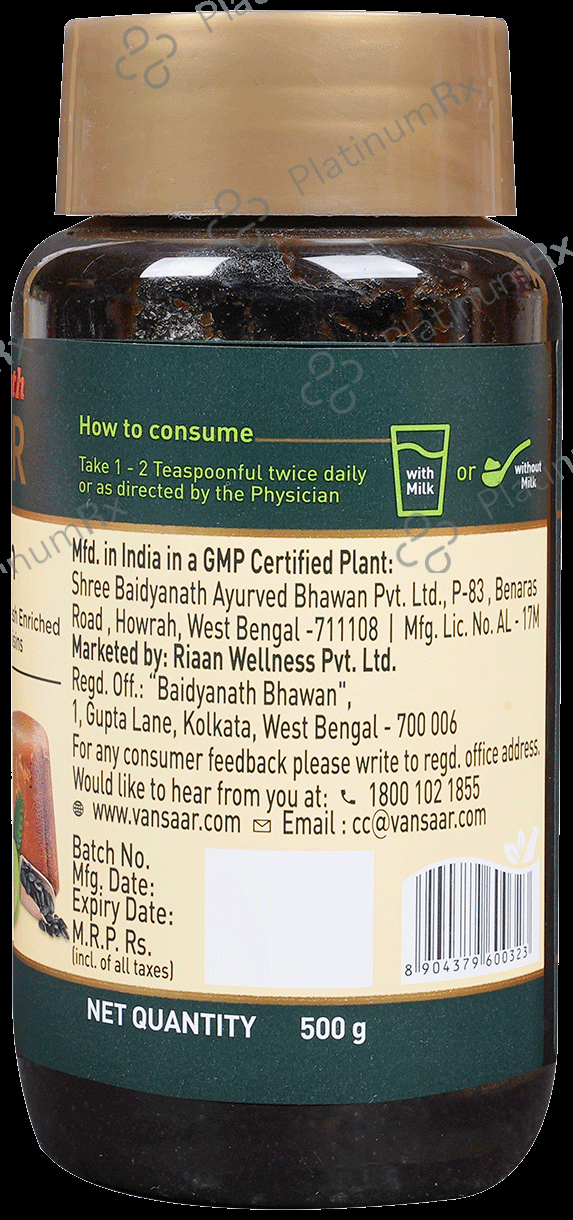 PlatinumRx
PlatinumRx
PlatinumRx
th
R
How to consume
Take 1 - 2 Teaspoonful twice daily
or as directed by the Physician
with
Milk
or
without
Milk
Mfd. in India in a GMP Certified Plant:
Shree Baidyanath Ayurved Bhawan Pvt. Ltd., P-83, Benaras
Road, Howrah, West Bengal -711108 | Mfg. Lic. No. AL - 17M
Enriched
Marketed by: Riaan Wellness Pvt. Ltd.
Regd. Off.: "Baidyanath Bhawan",
1, Gupta Lane, Kolkata, West Bengal - 700 006
For any consumer feedback please write to regd. office address.
Would like to hear from you at: 1800 102 1855
www.vansaar.com Email : cc@vansaar.com
Batch No.
Mfg. Date:
Expiry Date:
M.R.P. Rs.
(incl. of all taxes)
8 904379 600323
NET QUANTITY 500 g